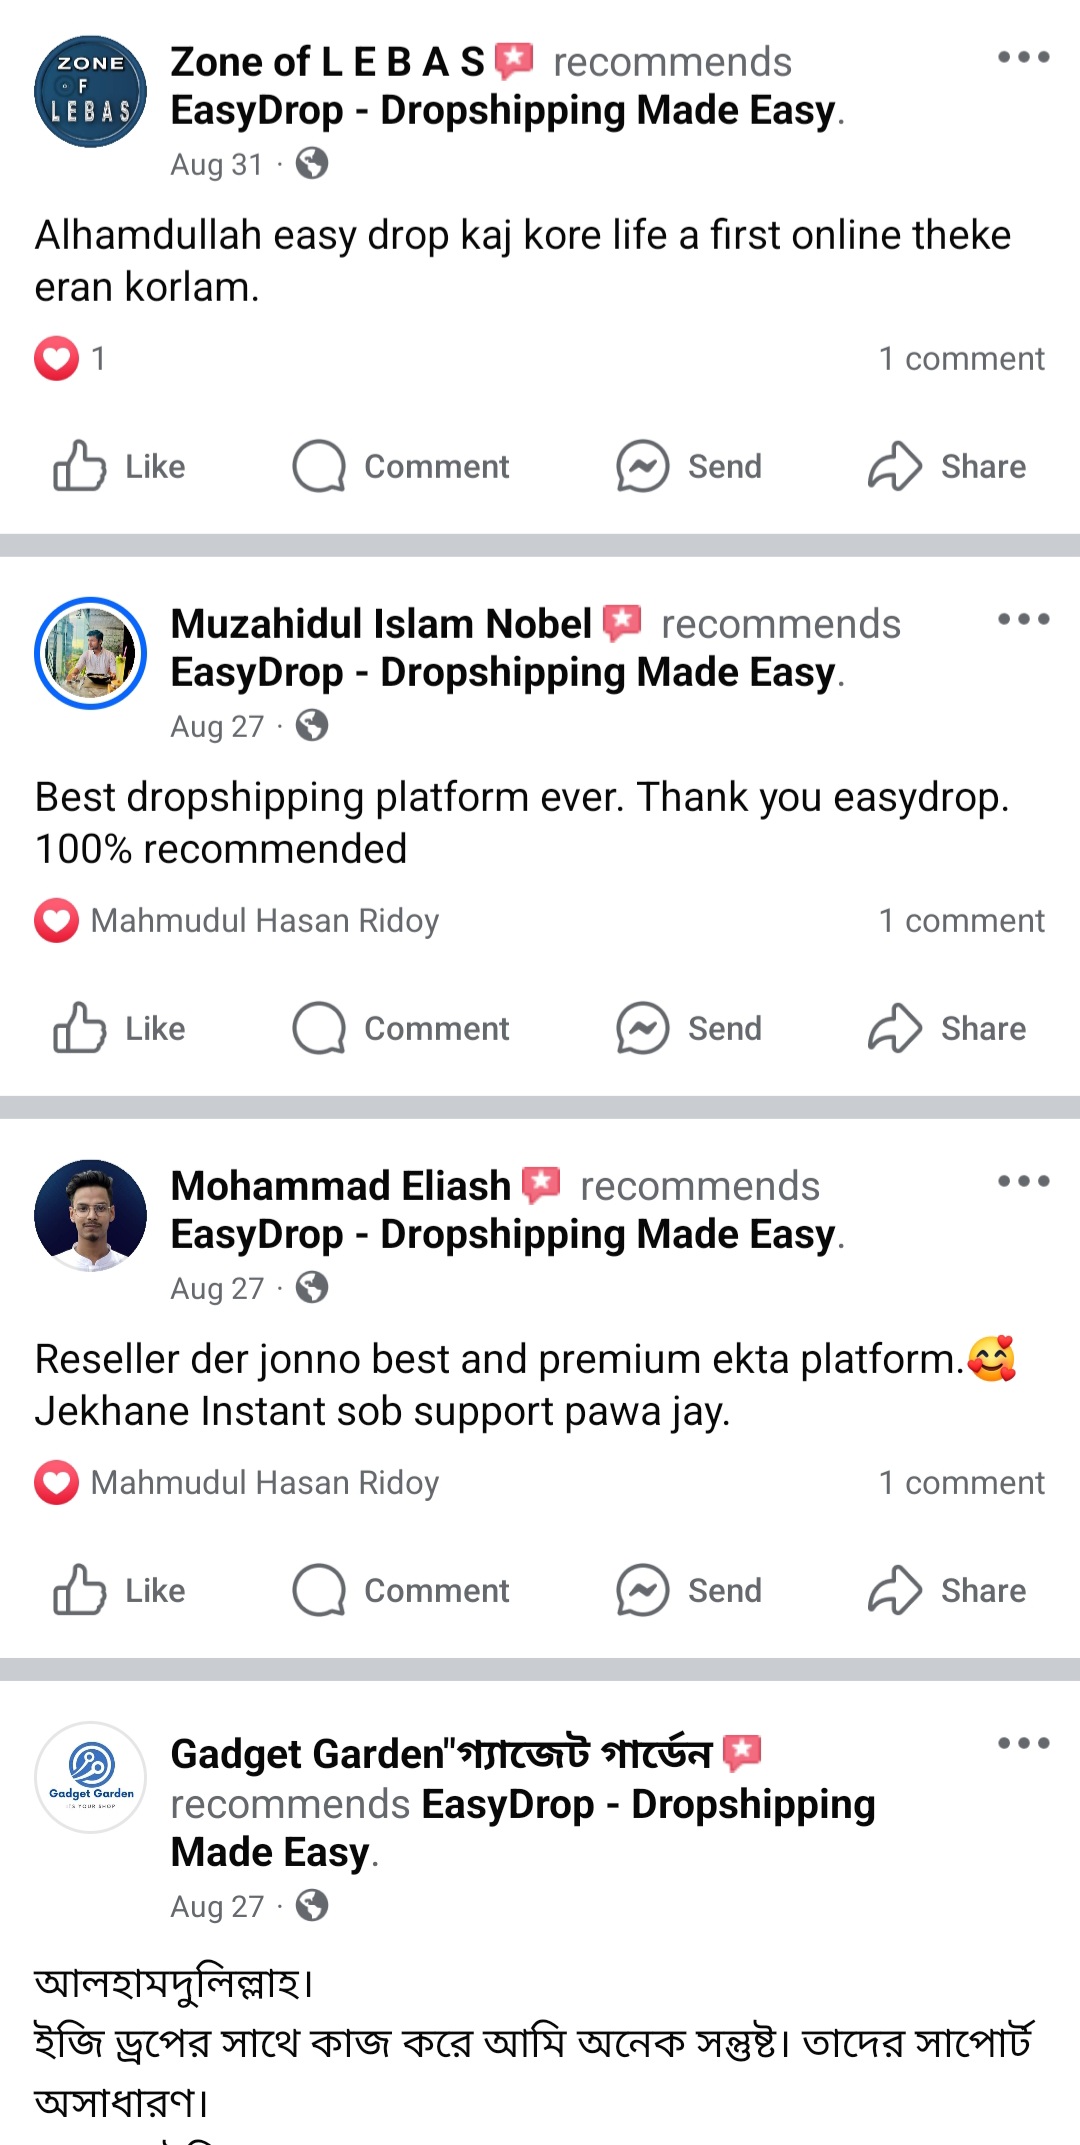 ZONE
OF
LEBAS
Zone of L E B A S recommends
EasyDrop - Dropshipping Made Easy.
Aug 31 ·
Alhamdullah easy drop kaj kore life a first online theke
eran korlam.
1
1 comment
Like Comment Send Share
Muzahidul Islam Nobel recommends
EasyDrop - Dropshipping Made Easy.
Aug 27 ·
Best dropshipping platform ever. Thank you easydrop.
100% recommended
Mahmudul Hasan Ridoy
1 comment
Like Comment Send Share
Mohammad Eliash recommends
EasyDrop - Dropshipping Made Easy.
Aug 27 ·
Reseller der jonno best and premium ekta platform.🥰
Jekhane Instant sob support pawa jay.
Mahmudul Hasan Ridoy
1 comment
Like Comment Send Share
Gadget Garden
IT'S YOUR SHOP
Gadget Garden"গ্যাজেট গার্ডেন
recommends EasyDrop - Dropshipping
Made Easy.
Aug 27 ·
আলহামদুলিল্লাহ।
ইজি ড্রপের সাথে কাজ করে আমি অনেক সন্তুষ্ট। তাদের সাপোর্ট
অসাধারণ।